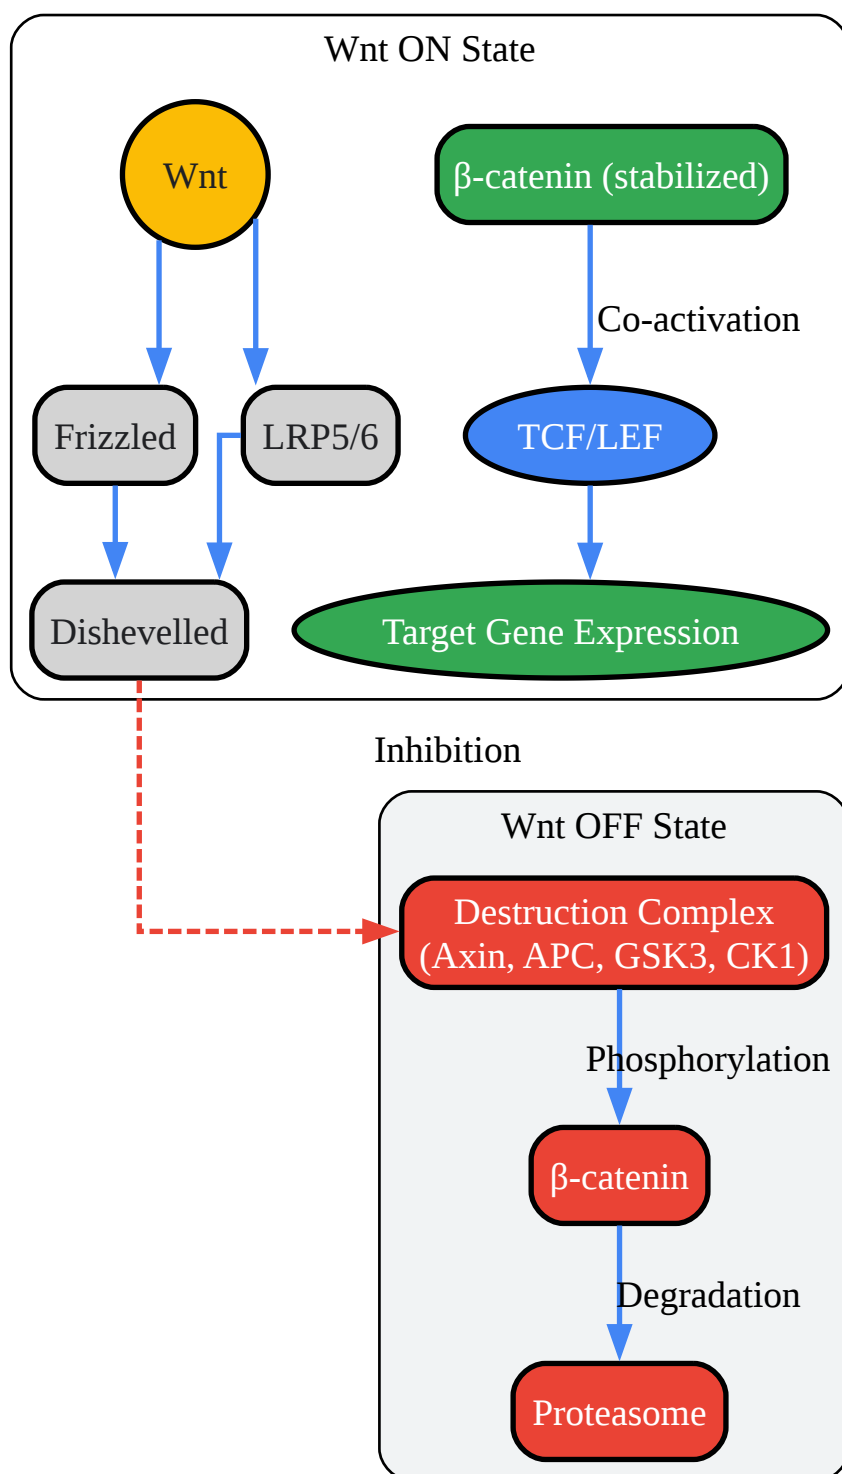 Wnt ON State
Wnt
β-catenin (stabilized)
Co-activation
Frizzled
LRP5/6
TCF/LEF
Dishevelled
Target Gene Expression
Inhibition
Wnt OFF State
Destruction Complex
(Axin, APC, GSK3, CK1)
Phosphorylation
β-catenin
Degradation
Proteasome